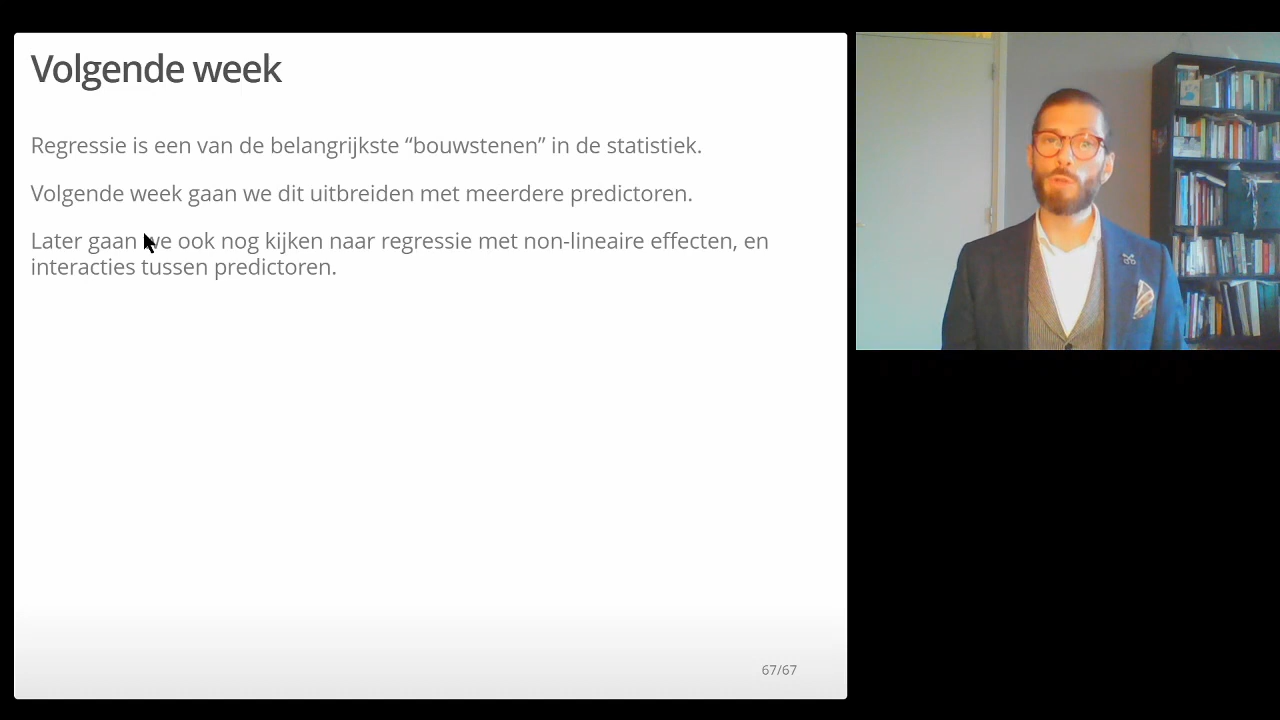 Volgende week
Regressie is een van de belangrijkste “bouwstenen” in de statistiek.
Volgende week gaan we dit uitbreiden met meerdere predictoren.
Later gaan we ook nog kijken naar regressie met non-lineaire effecten, en
interacties tussen predictoren.
67/67